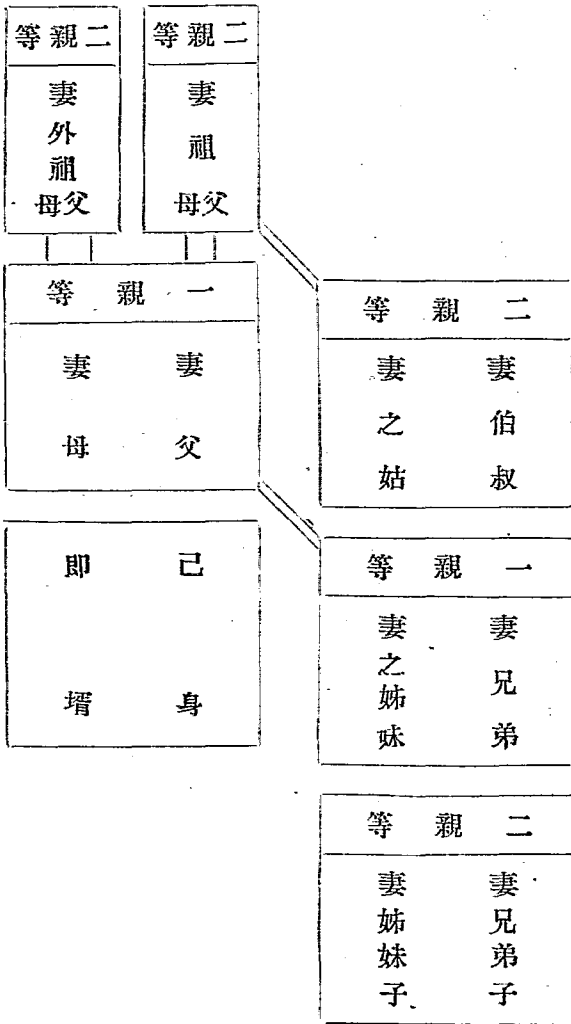 二親等
妻祖父母
二親等
妻外祖父母
一親等
妻父
妻母
己身
即壻
二親等
妻伯叔
妻之姑
一親等
妻兄弟
妻之姊妹
二親等
妻兄弟子
妻姊妹子